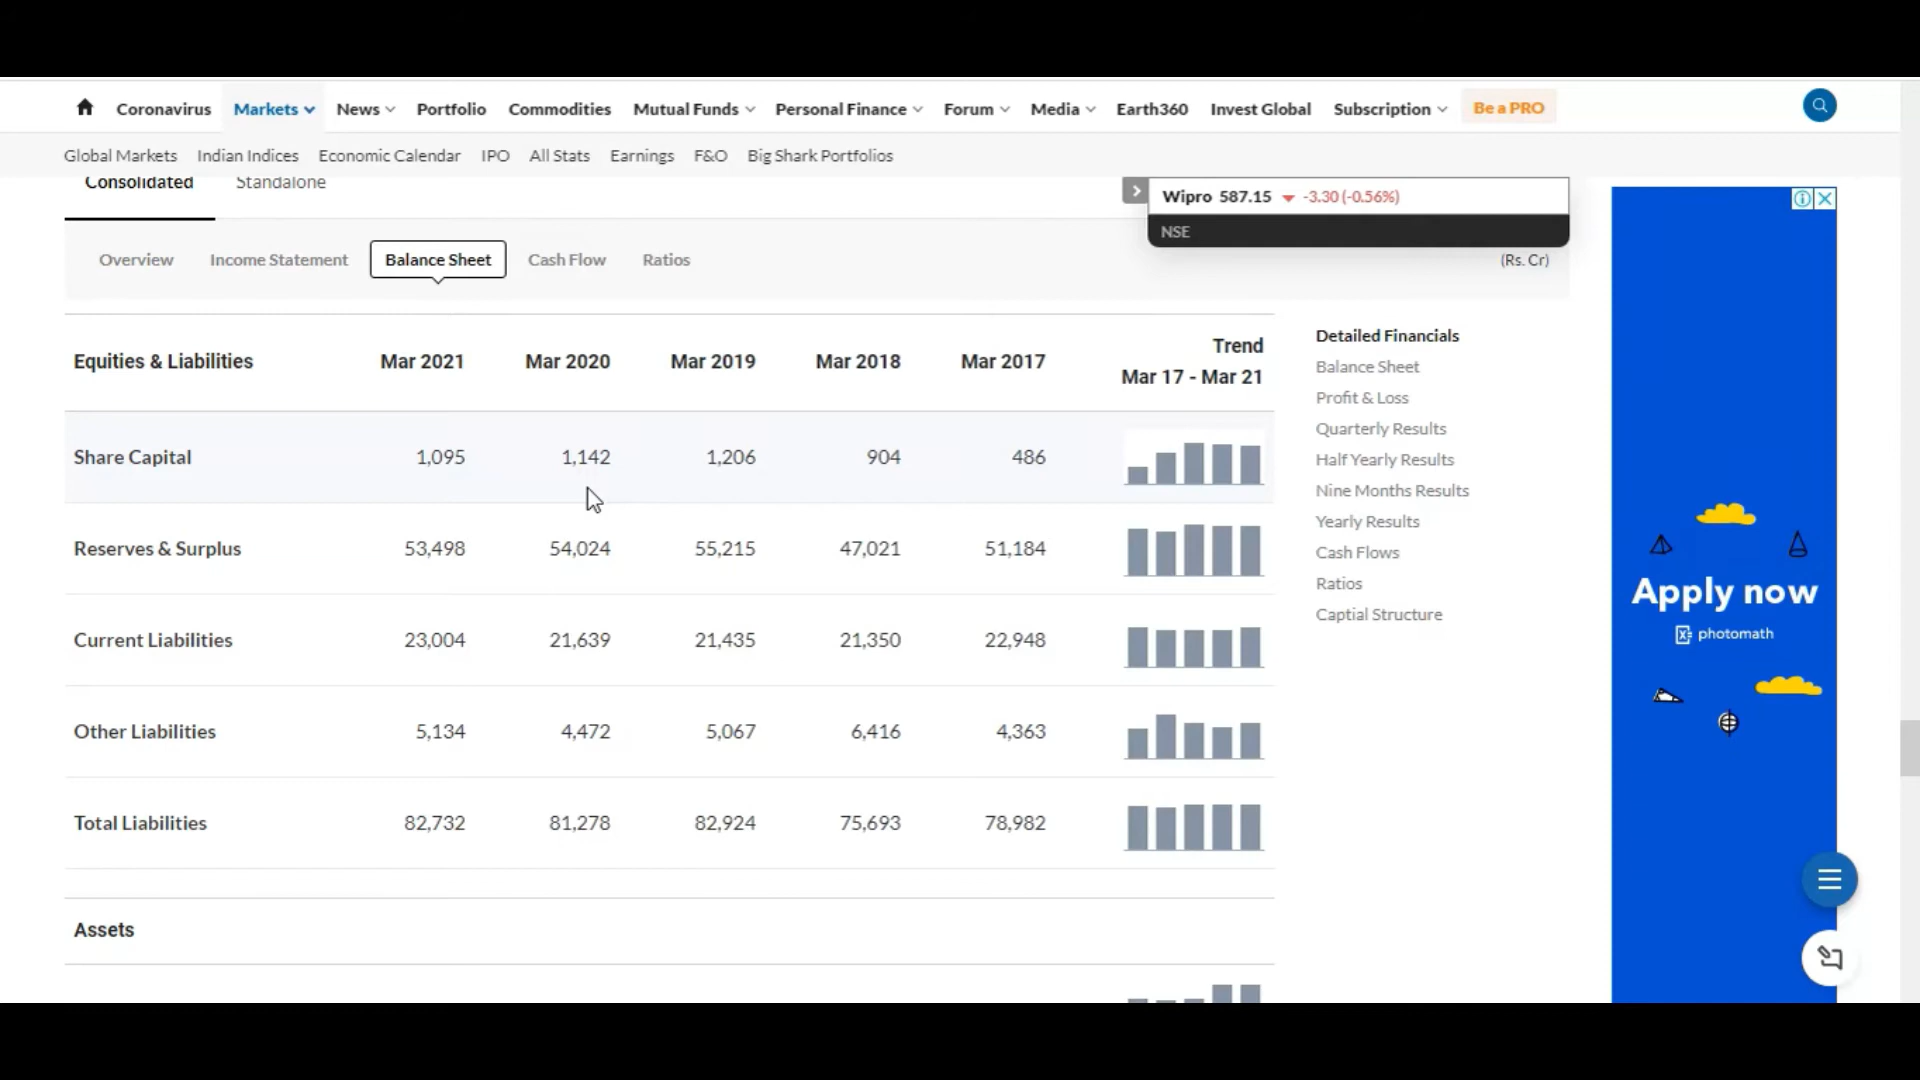 Coronavirus Markets News Portfolio Commodities Mutual Funds Personal Finance Forum Media Earth360 Invest Global Subscription Be a PRO
Global Markets Indian Indices Economic Calendar IPO All Stats Earnings F&O Big Shark Portfolios
Consolidated Standalone
Wipro 587.15 -3.30 (-0.56%)
NSE
Overview Income Statement Balance Sheet Cash Flow Ratios (Rs. Cr)
Equities & Liabilities Mar 2021 Mar 2020 Mar 2019 Mar 2018 Mar 2017 Trend
Mar 17 - Mar 21
Share Capital 1,095 1,142 1,206 904 486
Reserves & Surplus 53,498 54,024 55,215 47,021 51,184
Current Liabilities 23,004 21,639 21,435 21,350 22,948
Other Liabilities 5,134 4,472 5,067 6,416 4,363
Total Liabilities 82,732 81,278 82,924 75,693 78,982
Assets
Detailed Financials
Balance Sheet
Profit & Loss
Quarterly Results
Half Yearly Results
Nine Months Results
Yearly Results
Cash Flows
Ratios
Captial Structure
Apply now
photomath